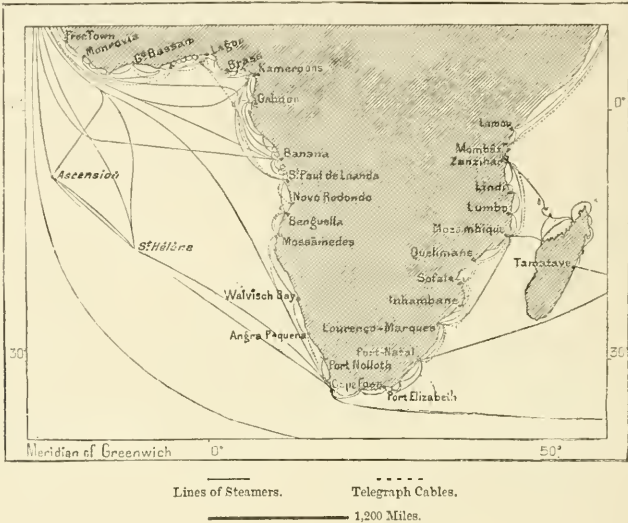 FreeTown
Monrovia
Gd Bassam
Lagos
Brass
Kameroons
Gaboon
0°
Lamou
Mombas
Zanzibar
Banana
Ascension
St Paul de Loanda
Lindi
Novo Redondo
Lumbo
Benguella
Mozambique
St Hélène
Mossamedes
Quelimane
Tamatave
Sofala
Walvisch Bay
Inhambane
Lourenço-Marques
Angra Pequena
30°
Port-Natal
30°
Port Nolloth
Cape Town
Port Elizabeth
Meridian of Greenwich
0°
50°
Lines of Steamers.
Telegraph Cables.
1,200 Miles.